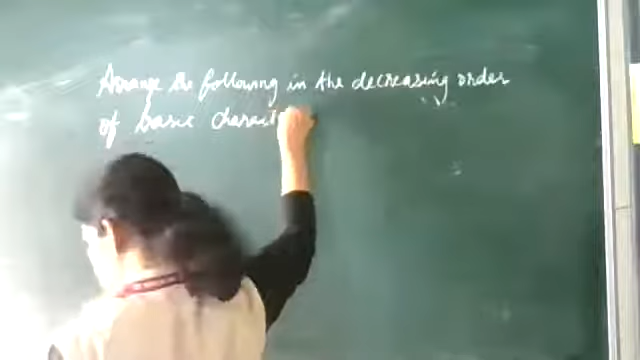 Arrange the following in the decreasing order
of basic charact